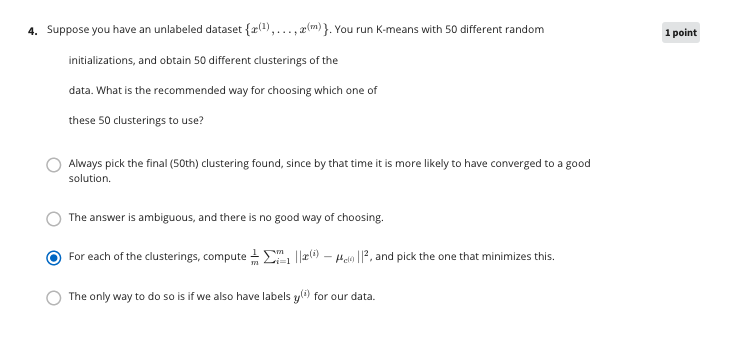 4. Suppose you have an unlabeled dataset {x^(1), . . . , x^(m)}. You run K-means with 50 different random
1 point
initializations, and obtain 50 different clusterings of the
data. What is the recommended way for choosing which one of
these 50 clusterings to use?
Always pick the final (50th) clustering found, since by that time it is more likely to have converged to a good
solution.
The answer is ambiguous, and there is no good way of choosing.
For each of the clusterings, compute 1/m ∑_{i=1}^m ||x^(i) − μ_{c^(i)}||², and pick the one that minimizes this.
The only way to do so is if we also have labels y^(i) for our data.